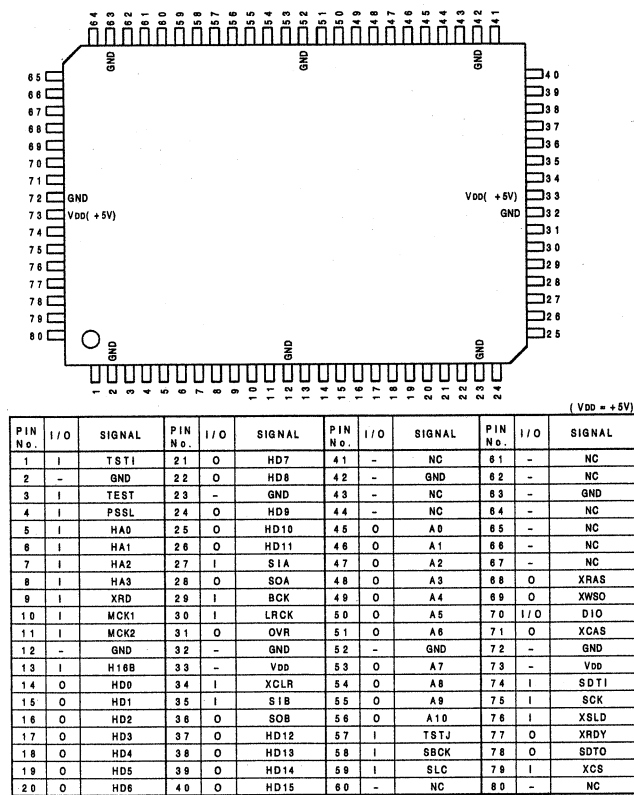 64 63 62 61 60 59 58 57 56 55 54 53 52 51 50 49 48 47 46 45 44 43 42 41
GND GND GND
65 40
66 39
67 38
68 37
69 36
70 35
71 34
72 GND VDD( +5V) 33
73 VDD( +5V) GND 32
74 31
75 30
76 29
77 28
78 27
79 26
80 25
GND GND GND
1 2 3 4 5 6 7 8 9 10 11 12 13 14 15 16 17 18 19 20 21 22 23 24
( VDD = +5V)
PIN No. I/O SIGNAL PIN No. I/O SIGNAL PIN No. I/O SIGNAL PIN No. I/O SIGNAL
1 I TSTI 21 O HD7 41 - NC 61 - NC
2 - GND 22 O HD8 42 - GND 62 - NC
3 I TEST 23 - GND 43 - NC 63 - GND
4 I PSSL 24 O HD9 44 - NC 64 - NC
5 I HA0 25 O HD10 45 O A0 65 - NC
6 I HA1 26 O HD11 46 O A1 66 - NC
7 I HA2 27 I SIA 47 O A2 67 - NC
8 I HA3 28 O SOA 48 O A3 68 O XRAS
9 I XRD 29 I BCK 49 O A4 69 O XWSO
10 I MCK1 30 I LRCK 50 O A5 70 I/O DIO
11 I MCK2 31 O OVR 51 O A6 71 O XCAS
12 - GND 32 - GND 52 - GND 72 - GND
13 I H16B 33 - VDD 53 O A7 73 - VDD
14 O HD0 34 I XCLR 54 O A8 74 I SDTI
15 O HD1 35 I SIB 55 O A9 75 I SCK
16 O HD2 36 O SOB 56 O A10 76 I XSLD
17 O HD3 37 O HD12 57 I TSTJ 77 O XRDY
18 O HD4 38 O HD13 58 I SBCK 78 O SDTO
19 O HD5 39 O HD14 59 I SLC 79 I XCS
20 O HD6 40 O HD15 60 - NC 80 - NC